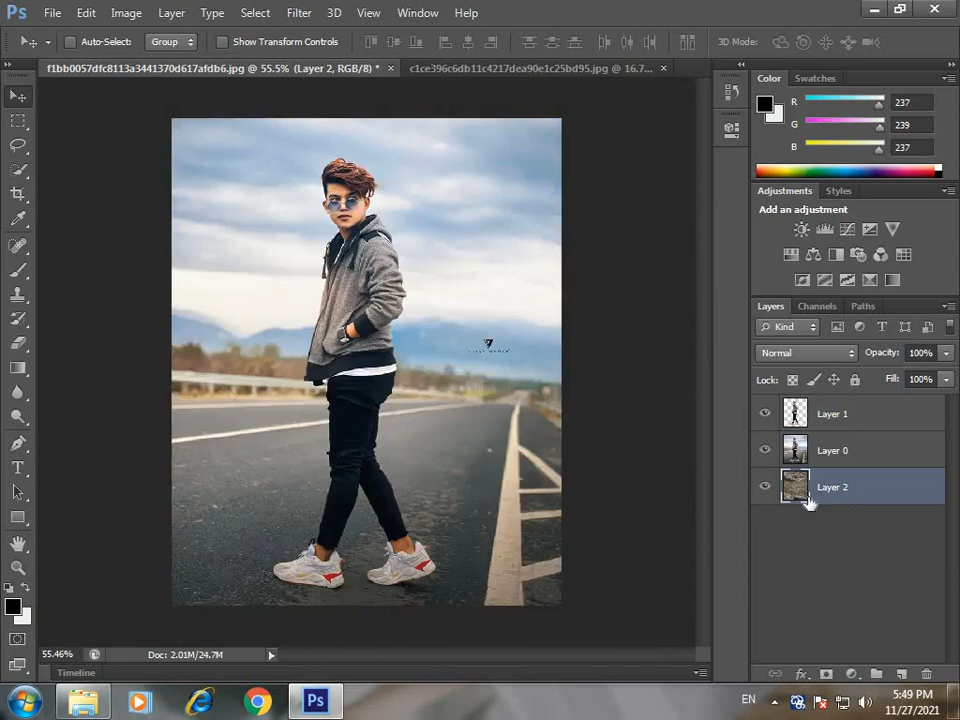 Ps File Edit Image Layer Type Select Filter 3D View Window Help
Auto-Select: Group Show Transform Controls 3D Mode:
f1bb0057dfc8113a3441370d617afdb6.jpg @ 55.5% (Layer 2, RGB/8) * × c1ce396c6db11c4217dea90e1c25bd95.jpg @ 16.7... ×
Color Swatches
R 237
G 239
B 237
Adjustments Styles
Add an adjustment
Layers Channels Paths
Kind T
Normal Opacity: 100%
Lock: Fill: 100%
Layer 1
Layer 0
Layer 2
55.46% Doc: 2.01M/24.7M
fx
Timeline
Ps EN 5:49 PM
11/27/2021